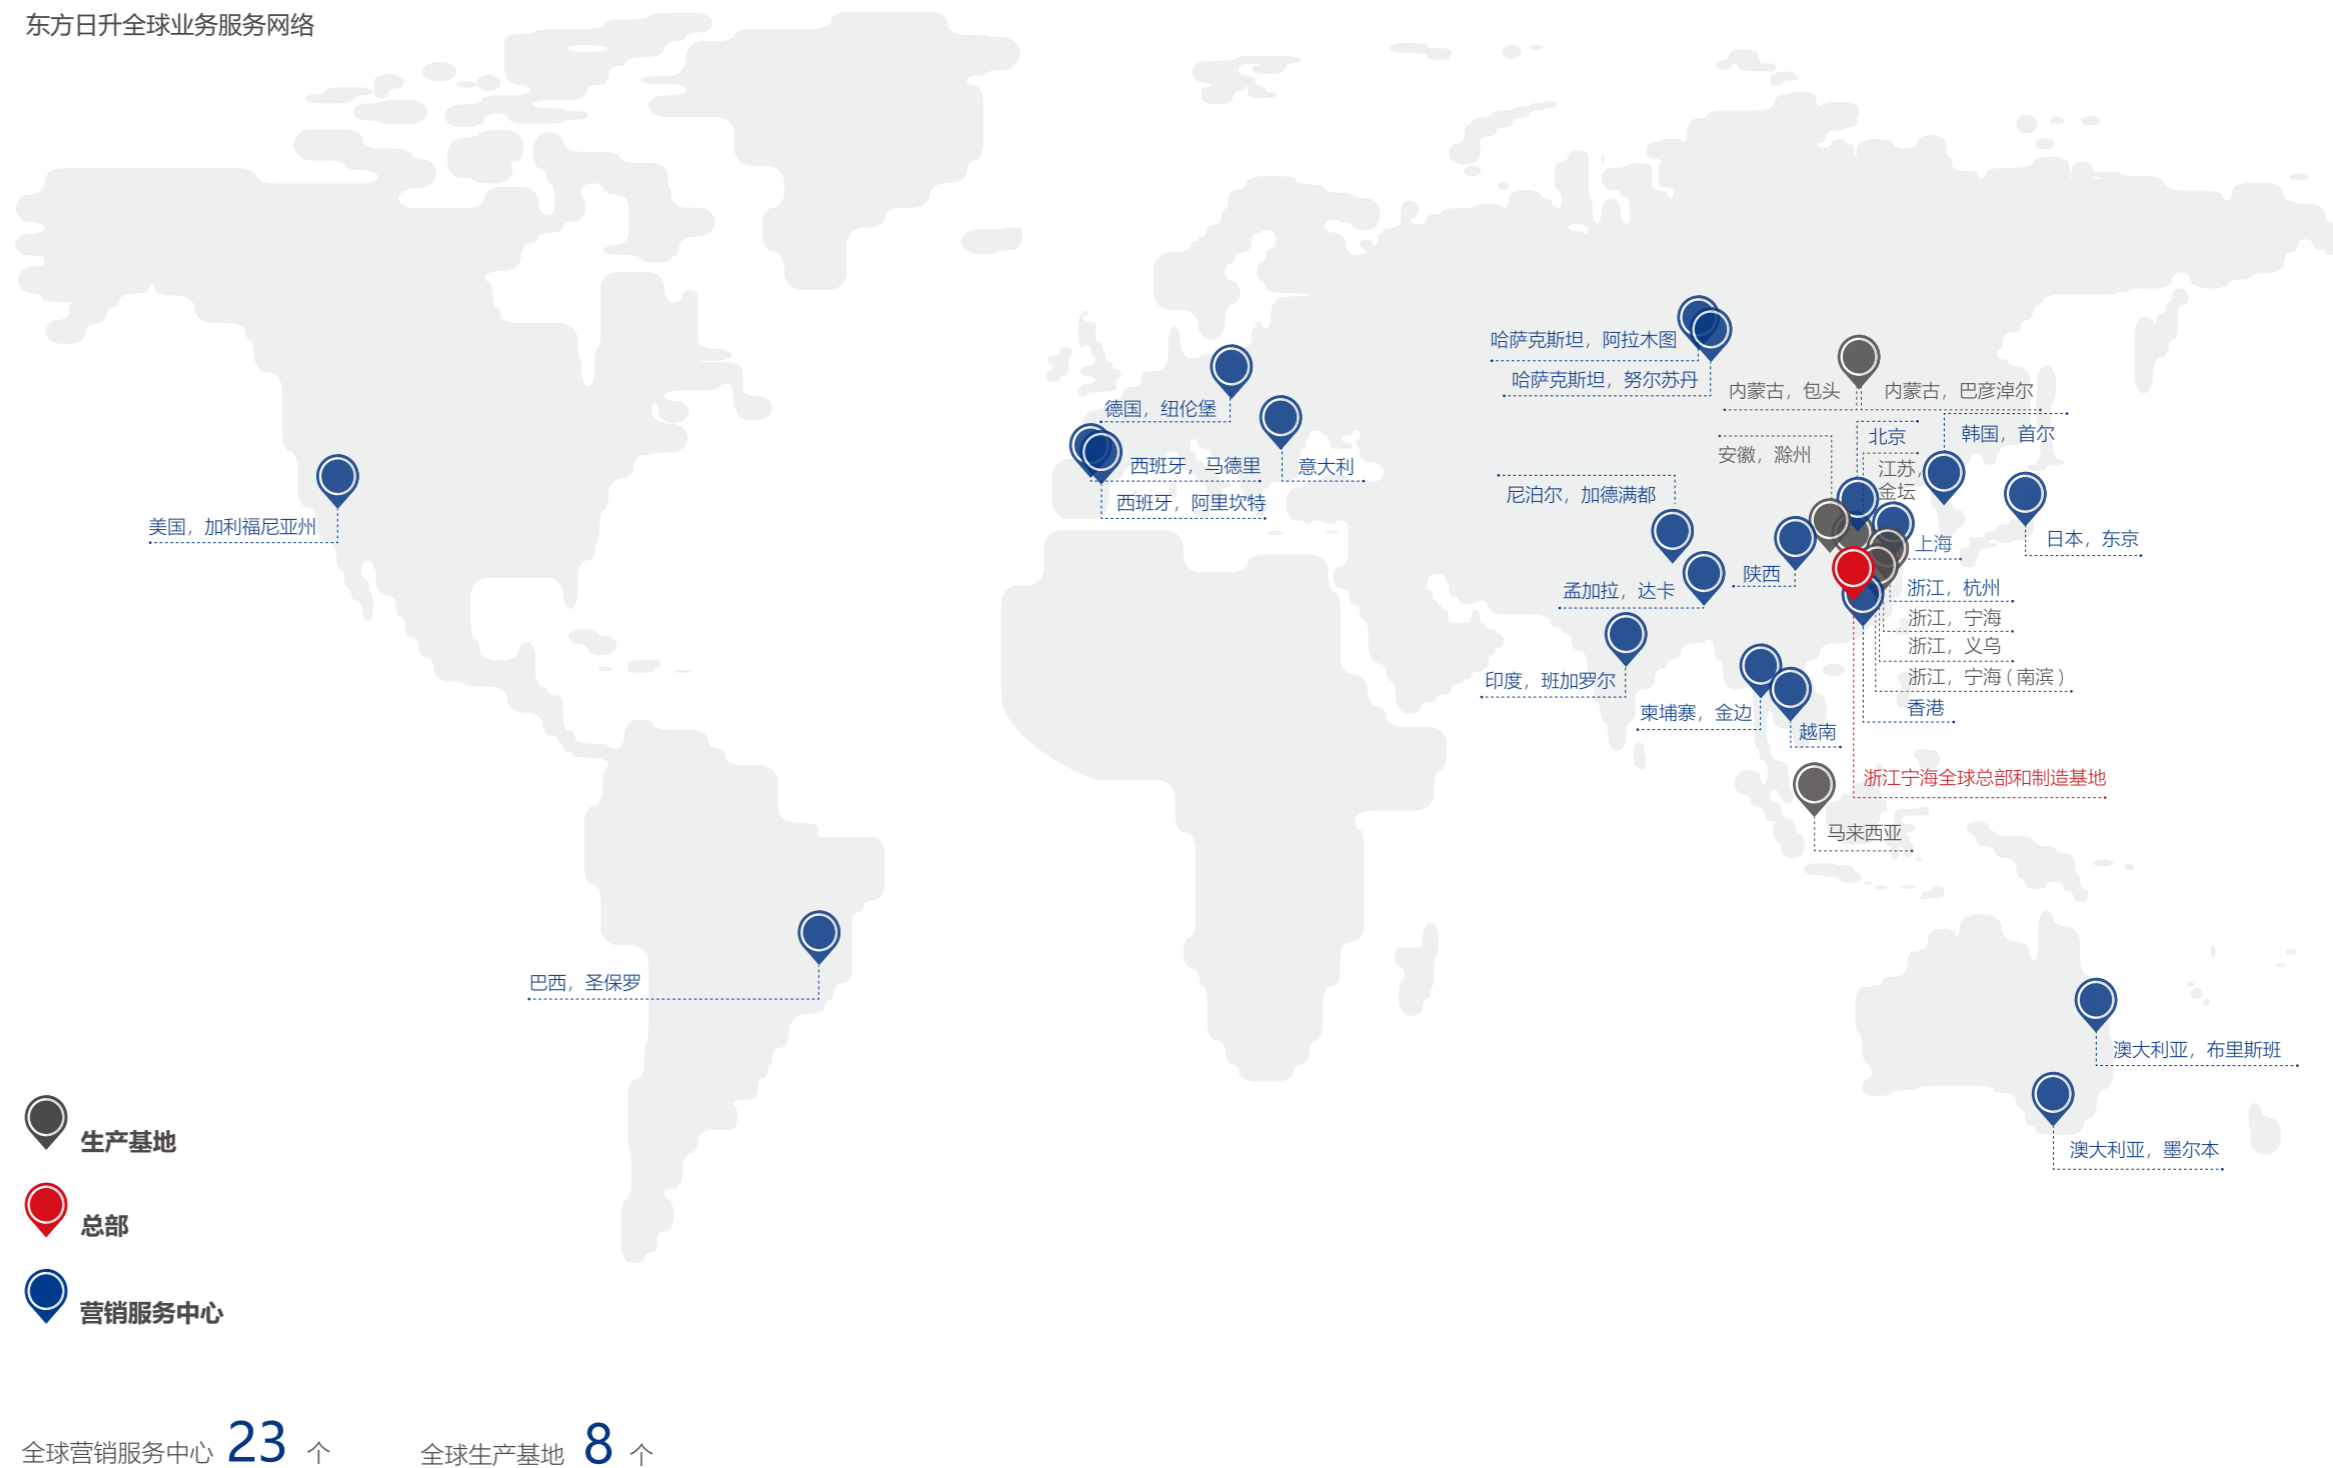 东方日升全球业务服务网络
哈萨克斯坦，阿拉木图
哈萨克斯坦，努尔苏丹
内蒙古，包头
内蒙古，巴彦淖尔
德国，纽伦堡
西班牙，马德里
意大利
西班牙，阿里坎特
北京
韩国，首尔
安徽，滁州
江苏，
金坛
尼泊尔，加德满都
美国，加利福尼亚州
上海
日本，东京
陕西
孟加拉，达卡
浙江，杭州
浙江，宁海
浙江，义乌
浙江，宁海（南滨）
印度，班加罗尔
香港
柬埔寨，金边
越南
浙江宁海全球总部和制造基地
马来西亚
巴西，圣保罗
澳大利亚，布里斯班
澳大利亚，墨尔本
生产基地
总部
营销服务中心
全球营销服务中心 23 个
全球生产基地 8 个